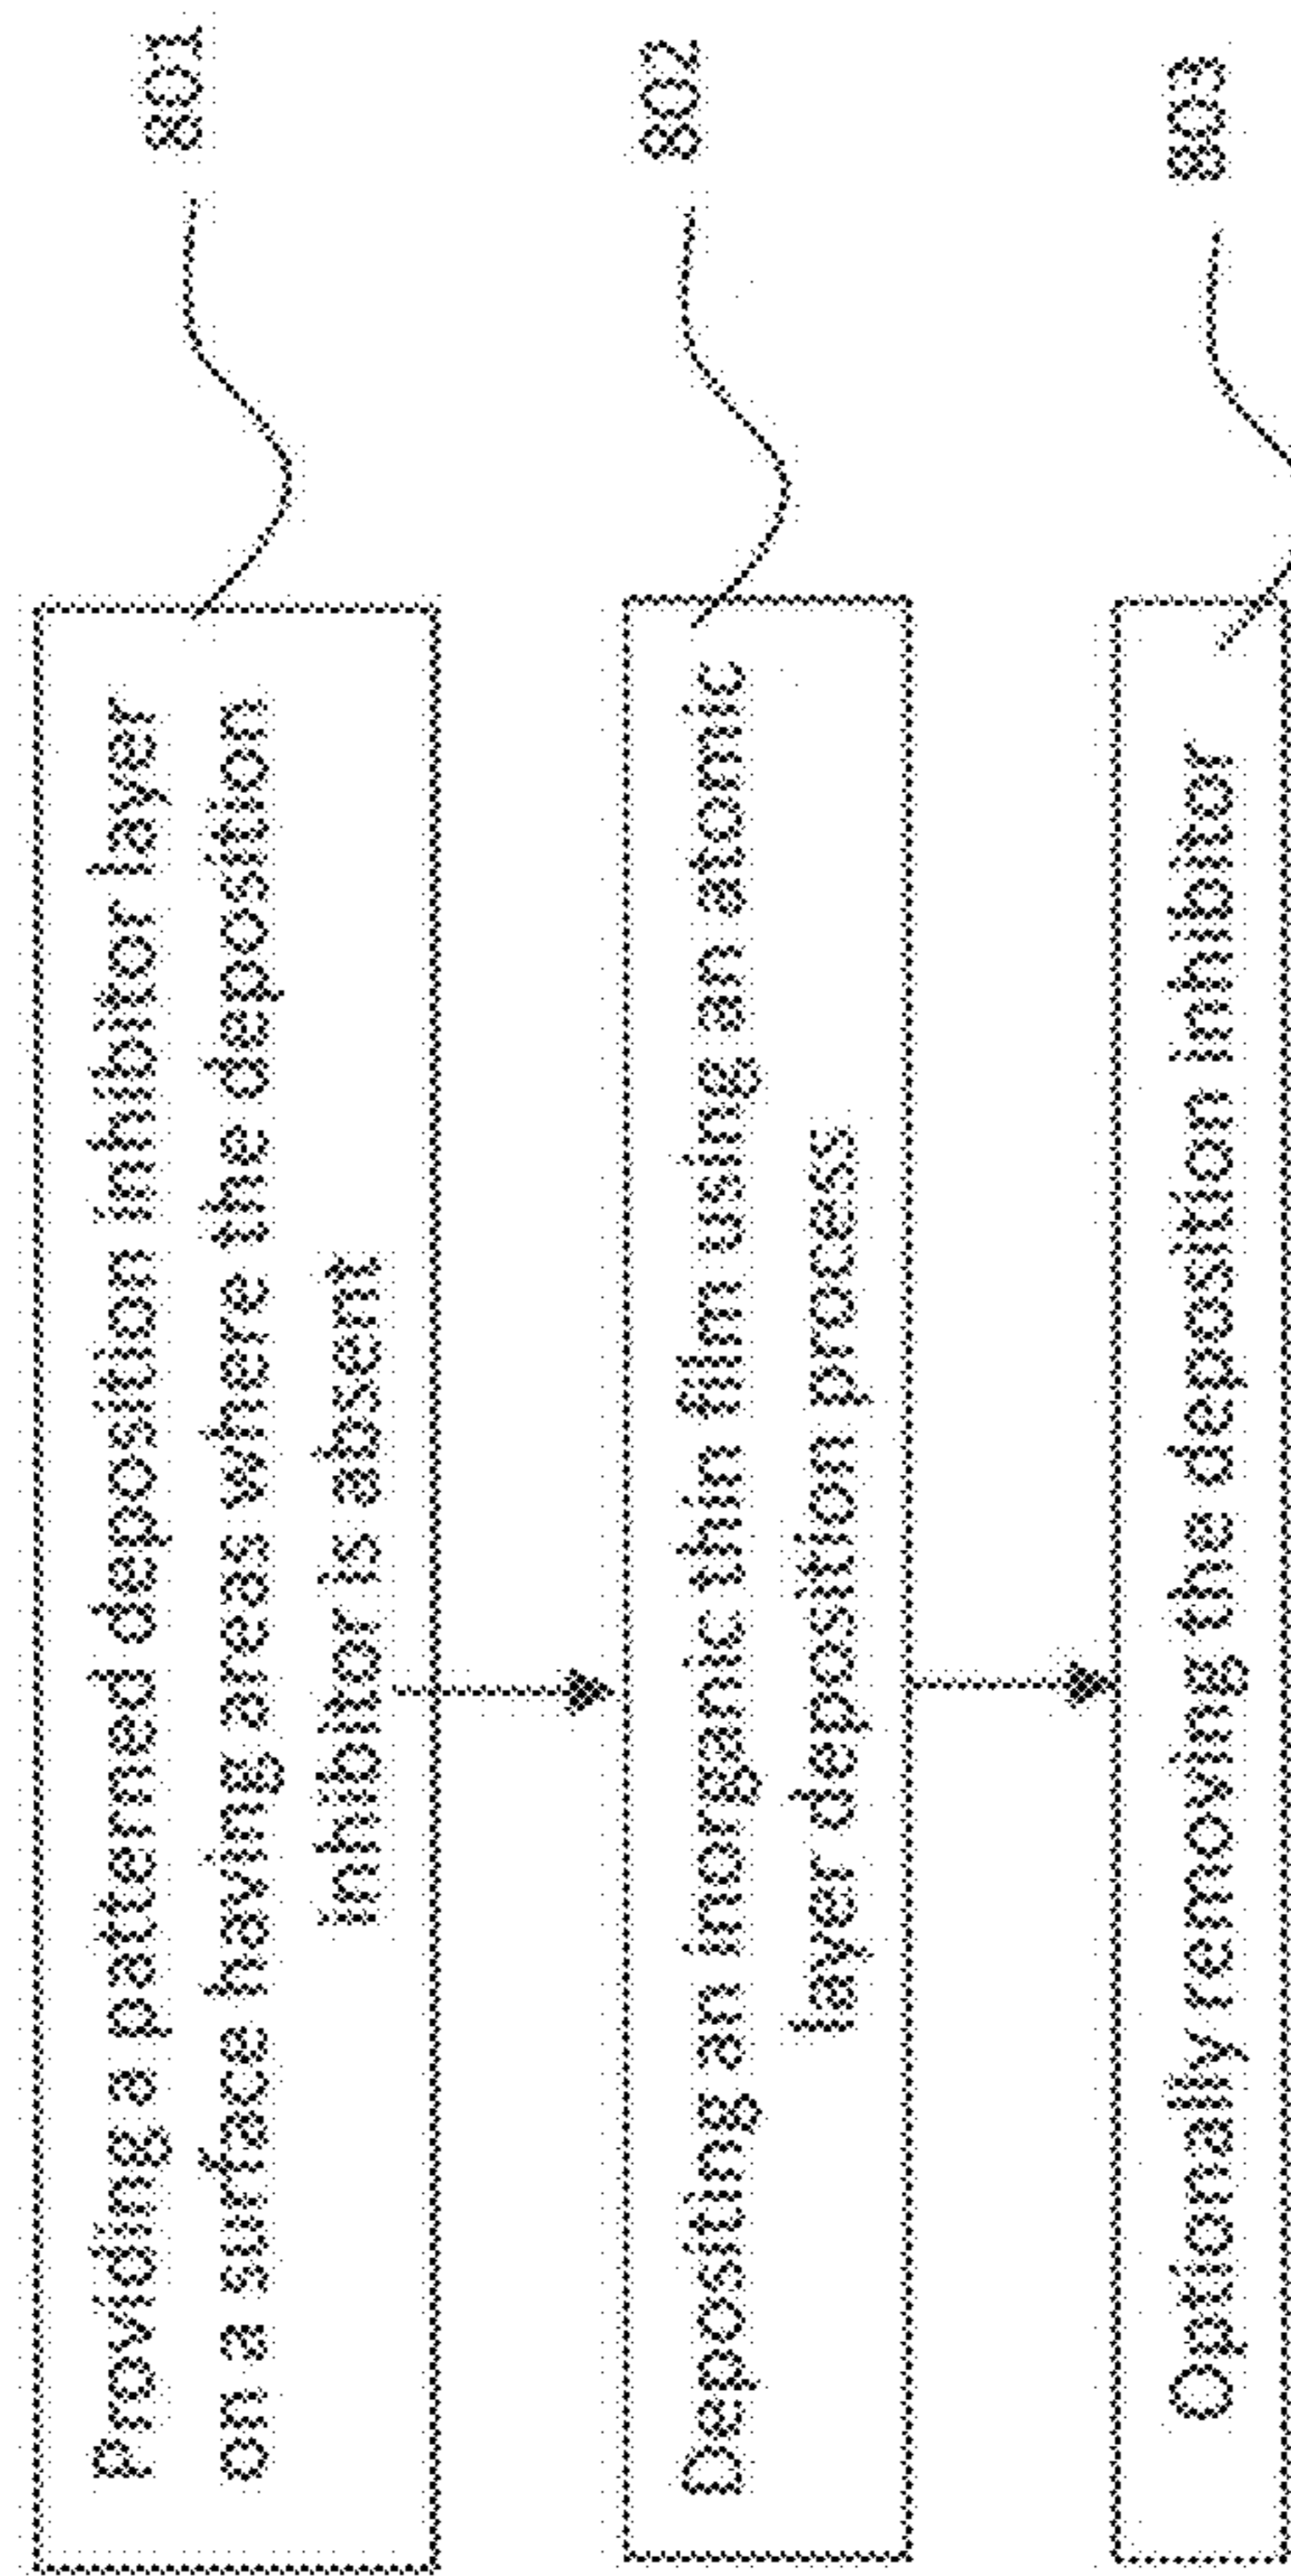 Providing a patterned deposition inhibitor layer
on a surface having areas where the deposition
inhibitor is absent
801
Depositing an inorganic thin film using an atomic
layer deposition process
802
Optionally removing the deposition inhibitor
803